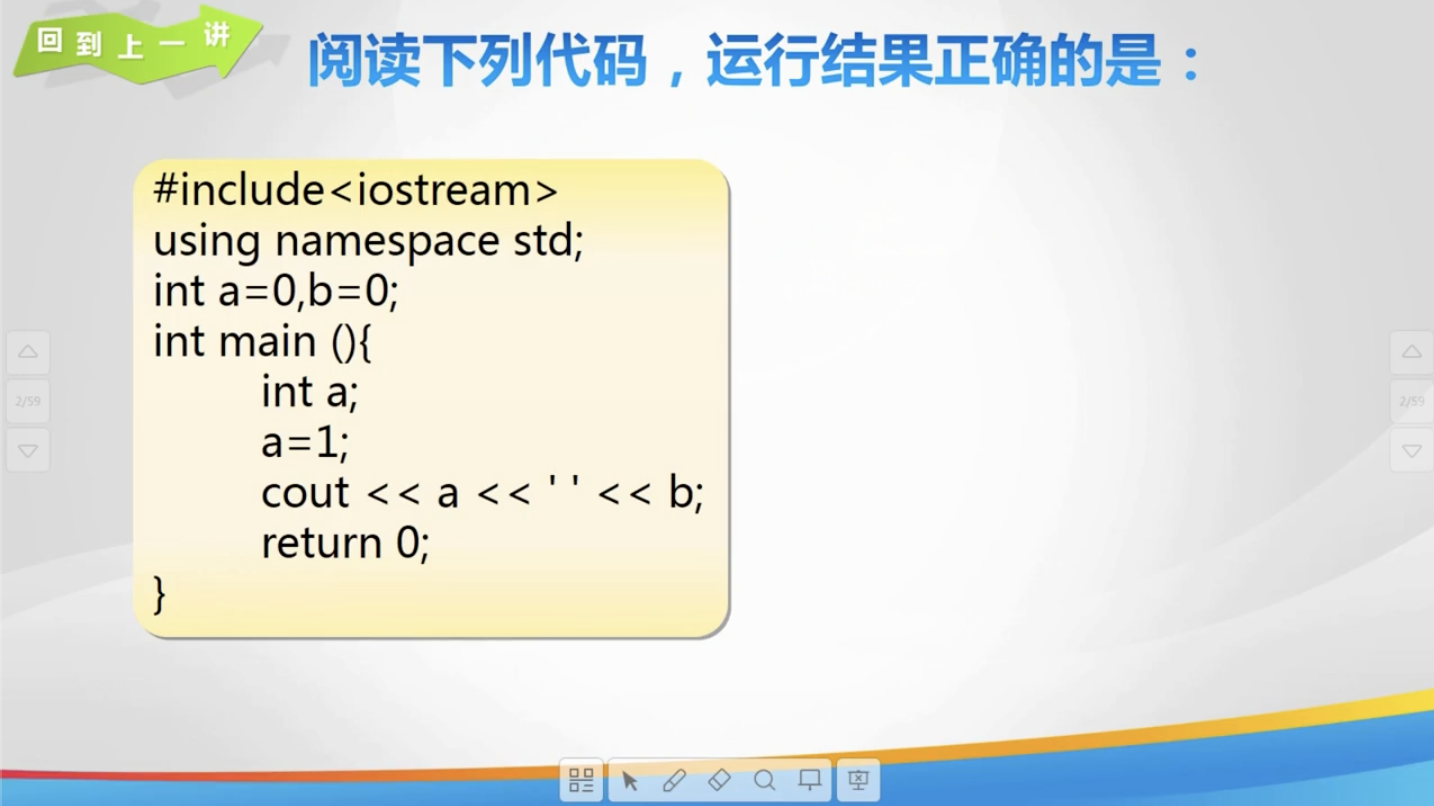 回到上一讲
阅读下列代码，运行结果正确的是：
#include<iostream>
using namespace std;
int a=0,b=0;
int main (){
int a;
a=1;
cout << a << ' ' << b;
return 0;
}
2/59
2/59